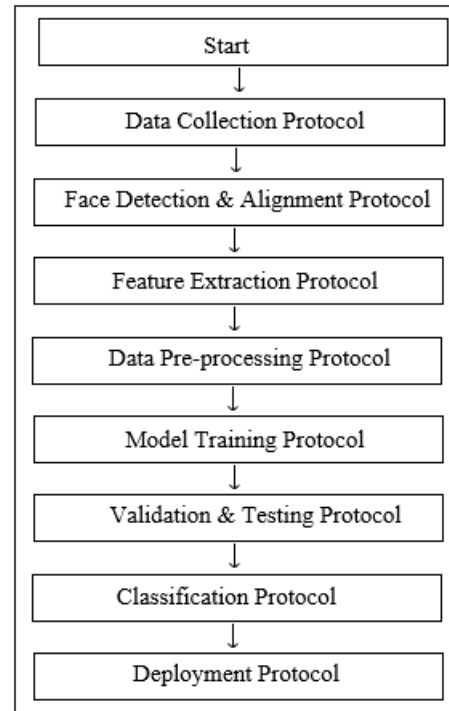 Start
Data Collection Protocol
Face Detection & Alignment Protocol
Feature Extraction Protocol
Data Pre-processing Protocol
Model Training Protocol
Validation & Testing Protocol
Classification Protocol
Deployment Protocol